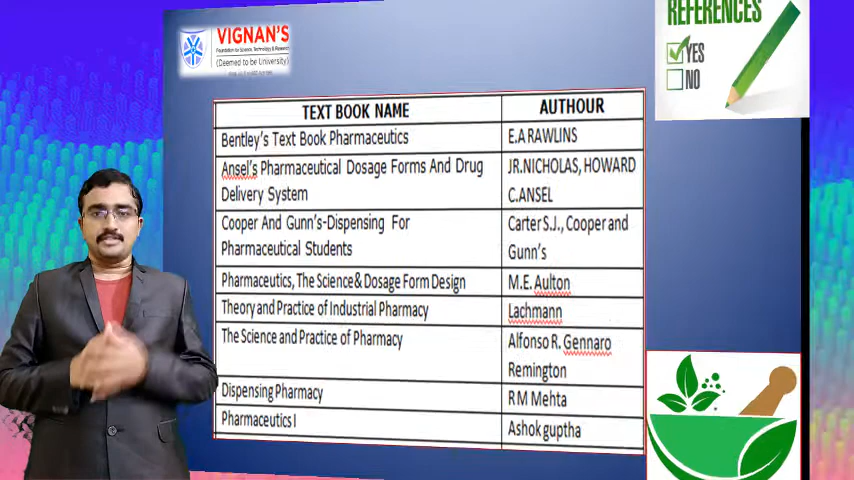 VIGNAN'S
Foundation for Science, Technology & Research
(Deemed to be University)
REFERENCES
YES
NO
TEXT BOOK NAME AUTHOUR
Bentley's Text Book Pharmaceutics E.A RAWLINS
Ansel's Pharmaceutical Dosage Forms And Drug JR.NICHOLAS, HOWARD
Delivery System C.ANSEL
Cooper And Gunn's-Dispensing For Carter S.J., Cooper and
Pharmaceutical Students Gunn's
Pharmaceutics, The Science& Dosage Form Design M.E. Aulton
Theory and Practice of Industrial Pharmacy Lachmann
The Science and Practice of Pharmacy Alfonso R. Gennaro
Remington
Dispensing Pharmacy R M Mehta
Pharmaceutics I Ashok guptha